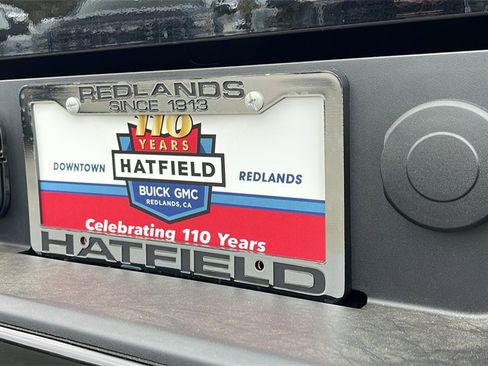 REDLANDS
SINCE 1913
110
YEARS
DOWNTOWN HATFIELD REDLANDS
BUICK GMC
REDLANDS, CA
Celebrating 110 Years
HATFIELD